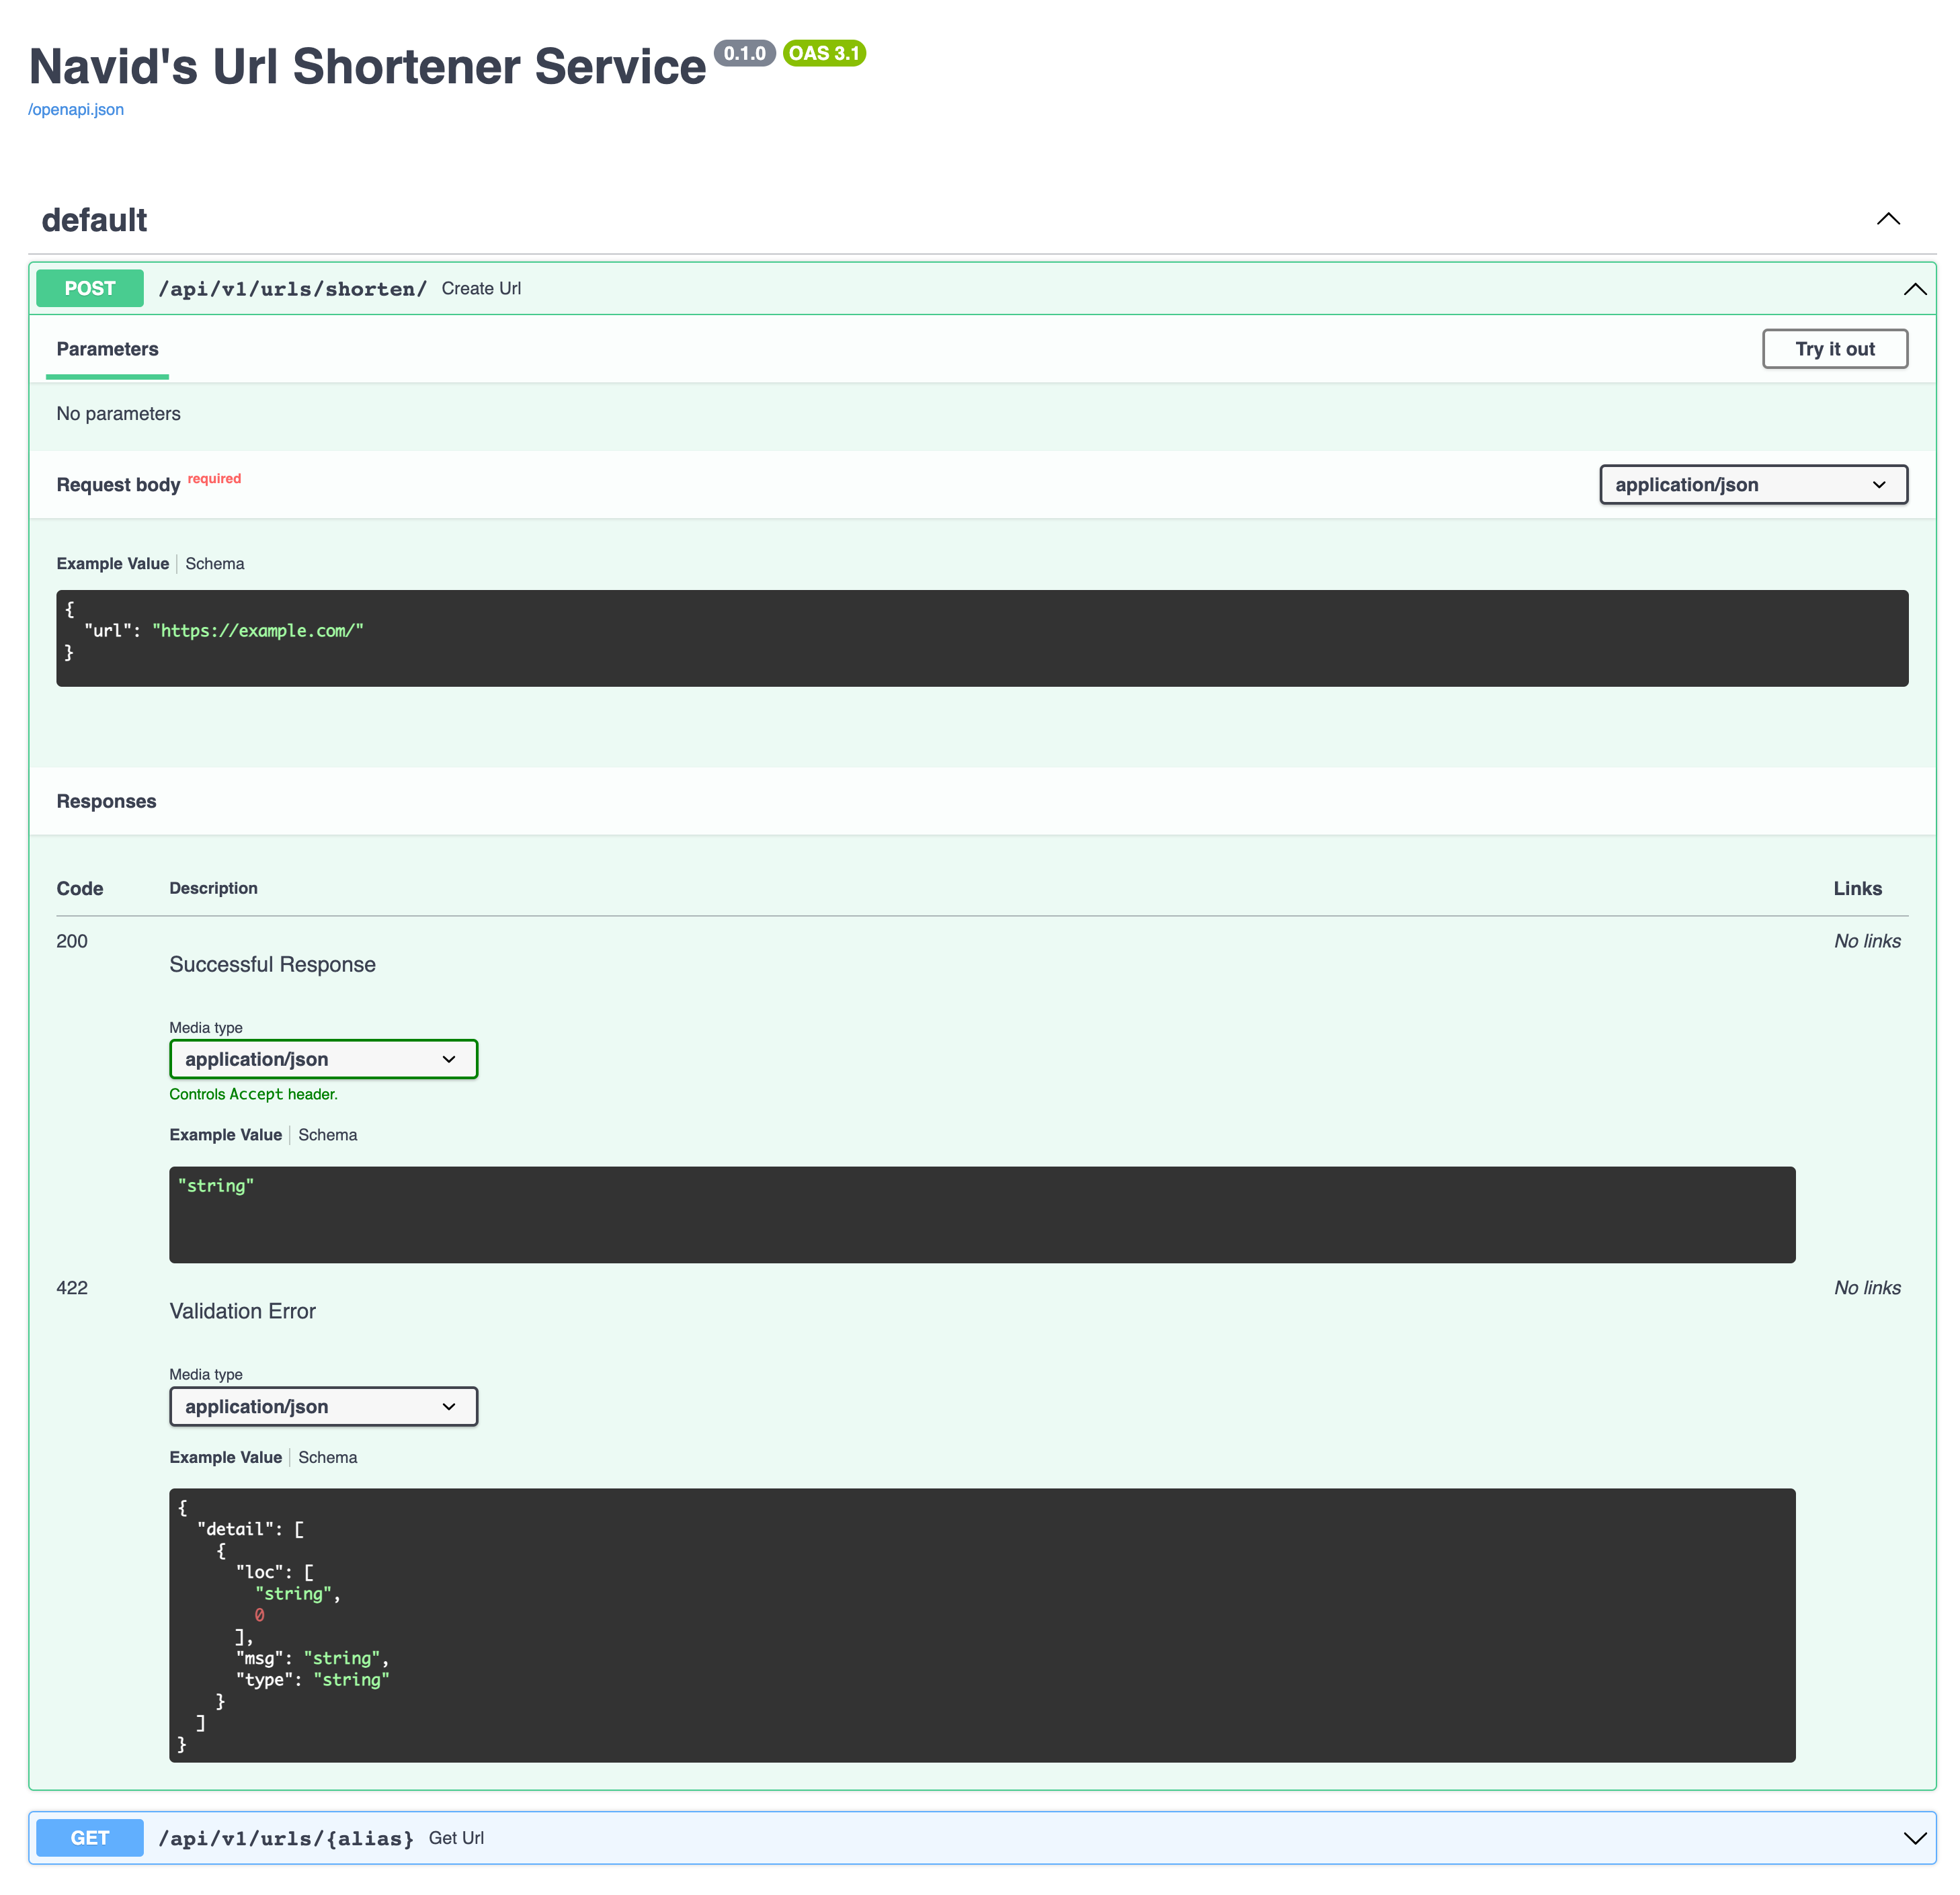 Navid's Url Shortener Service 0.1.0 OAS 3.1
/openapi.json
default
POST /api/v1/urls/shorten/ Create Url
Parameters Try it out
No parameters
Request body required application/json
Example Value Schema
{
  "url": "https://example.com/"
}
Responses
Code Description Links
200 No links
Successful Response
Media type
application/json
Controls Accept header.
Example Value Schema
"string"
422 No links
Validation Error
Media type
application/json
Example Value Schema
{
  "detail": [
    {
      "loc": [
        "string",
        0
      ],
      "msg": "string",
      "type": "string"
    }
  ]
}
GET /api/v1/urls/{alias} Get Url